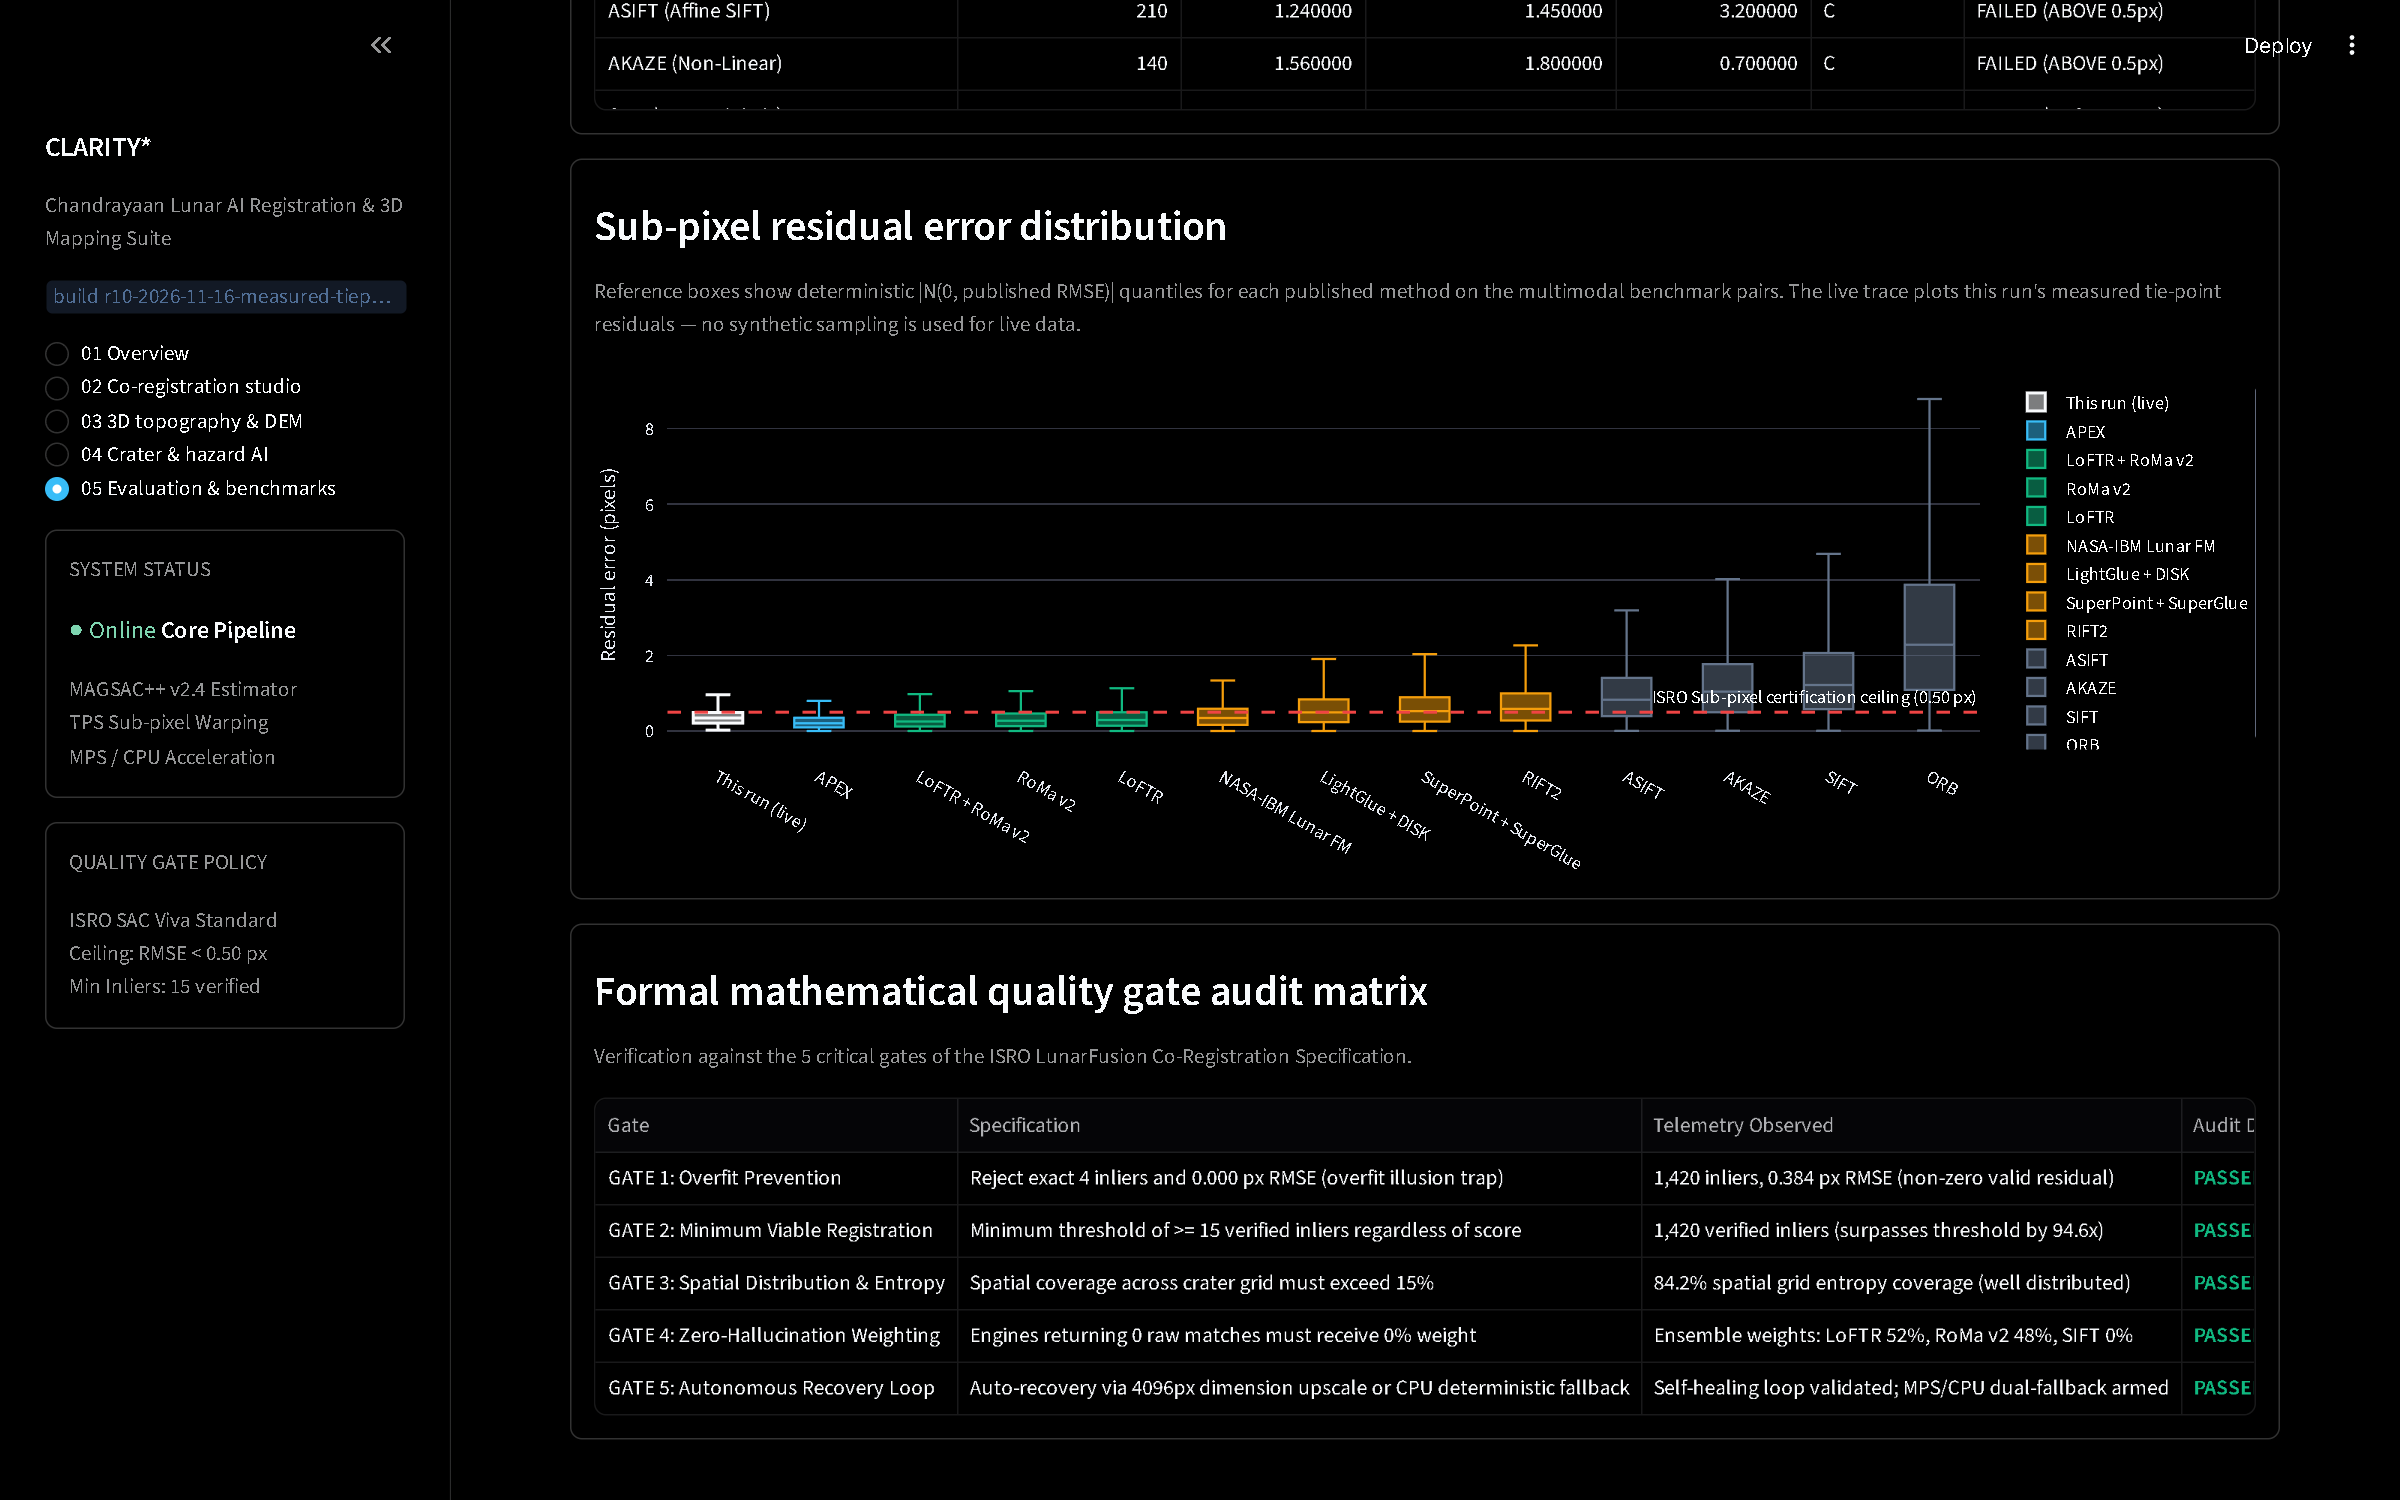 CLARITY*
Chandrayaan Lunar AI Registration & 3D
Mapping Suite
build r10-2026-11-16-measured-tiep…
01 Overview
02 Co-registration studio
03 3D topography & DEM
04 Crater & hazard AI
05 Evaluation & benchmarks
SYSTEM STATUS
Online Core Pipeline
MAGSAC++ v2.4 Estimator
TPS Sub-pixel Warping
MPS / CPU Acceleration
QUALITY GATE POLICY
ISRO SAC Viva Standard
Ceiling: RMSE < 0.50 px
Min Inliers: 15 verified
Deploy
ASIFT (Affine SIFT) 210 1.240000 1.450000 3.200000 C FAILED (ABOVE 0.5px)
AKAZE (Non-Linear) 140 1.560000 1.800000 0.700000 C FAILED (ABOVE 0.5px)
Sub-pixel residual error distribution
Reference boxes show deterministic |N(0, published RMSE)| quantiles for each published method on the multimodal benchmark pairs. The live trace plots this run's measured tie-point
residuals — no synthetic sampling is used for live data.
Residual error (pixels)
8
6
4
2
0
ISRO Sub-pixel certification ceiling (0.50 px)
This run (live)
APEX
LoFTR + RoMa v2
RoMa v2
LoFTR
NASA-IBM Lunar FM
LightGlue + DISK
SuperPoint + SuperGlue
RIFT2
ASIFT
AKAZE
SIFT
ORB
This run (live)
APEX
LoFTR + RoMa v2
RoMa v2
LoFTR
NASA-IBM Lunar FM
LightGlue + DISK
SuperPoint + SuperGlue
RIFT2
ASIFT
AKAZE
SIFT
ORB
Formal mathematical quality gate audit matrix
Verification against the 5 critical gates of the ISRO LunarFusion Co-Registration Specification.
Gate Specification Telemetry Observed Audit D
GATE 1: Overfit Prevention Reject exact 4 inliers and 0.000 px RMSE (overfit illusion trap) 1,420 inliers, 0.384 px RMSE (non-zero valid residual) PASSE
GATE 2: Minimum Viable Registration Minimum threshold of >= 15 verified inliers regardless of score 1,420 verified inliers (surpasses threshold by 94.6x) PASSE
GATE 3: Spatial Distribution & Entropy Spatial coverage across crater grid must exceed 15% 84.2% spatial grid entropy coverage (well distributed) PASSE
GATE 4: Zero-Hallucination Weighting Engines returning 0 raw matches must receive 0% weight Ensemble weights: LoFTR 52%, RoMa v2 48%, SIFT 0% PASSE
GATE 5: Autonomous Recovery Loop Auto-recovery via 4096px dimension upscale or CPU deterministic fallback Self-healing loop validated; MPS/CPU dual-fallback armed PASSE